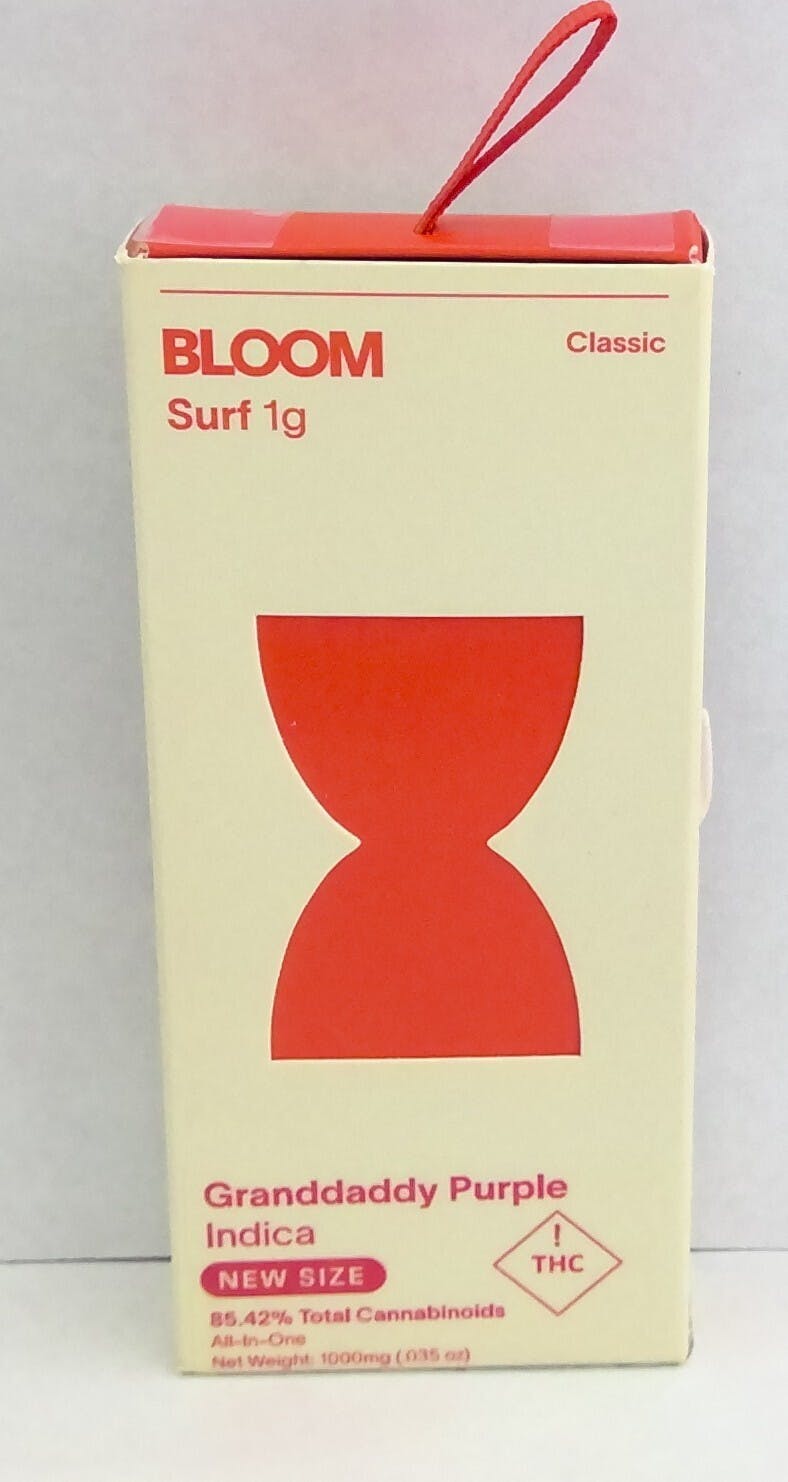 BLOOM
Classic
Surf 1g
Granddaddy Purple
Indica
NEW SIZE
!
THC
85.42% Total Cannabinoids
All-In-One
Net Weight: 1000mg (.035 oz)